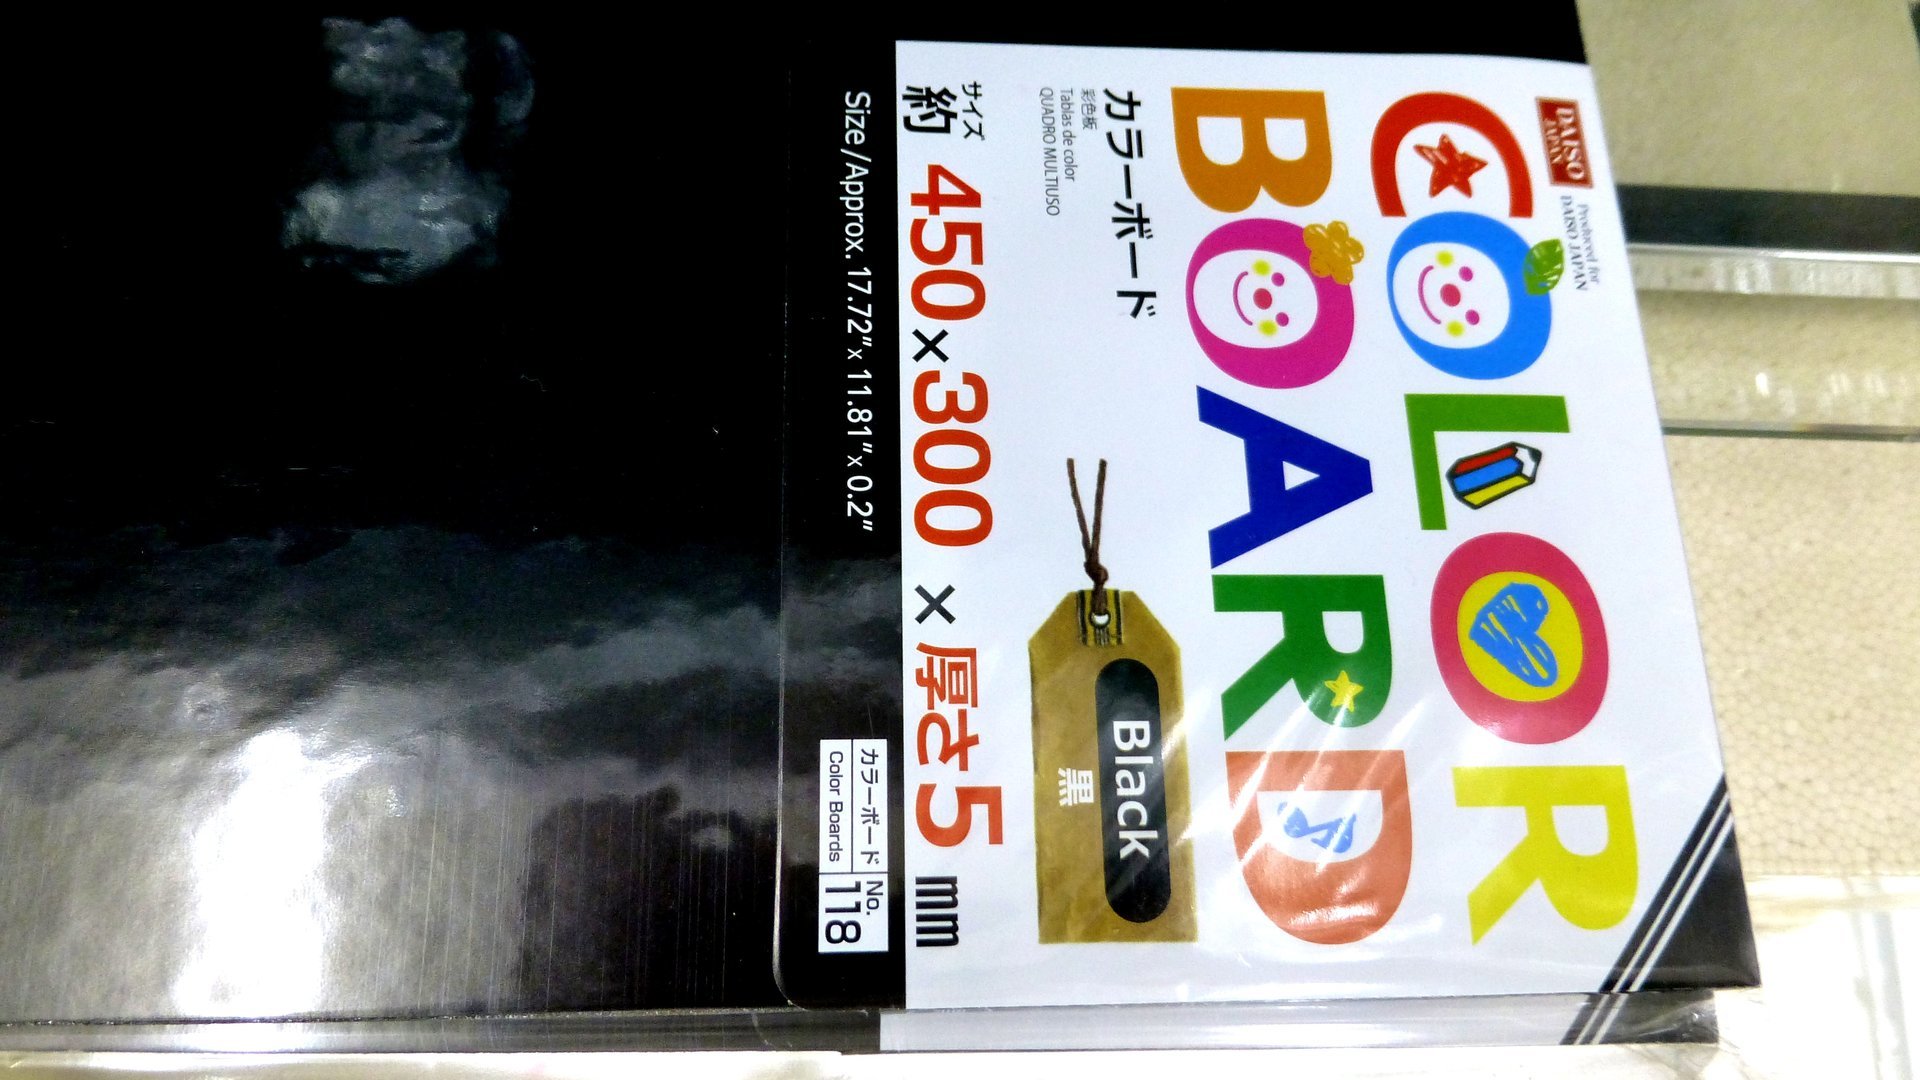 DAISO
JAPAN
Produced for
DAISO JAPAN
COLOR
BOARD
カラーボード
彩色板
Tablas de color
QUADRO MULTIUSO
Black
黒
サイズ
約 450×300×厚さ5mm
Size/Approx. 17.72"x 11.81"x 0.2"
カラーボード No.
Color Boards 118